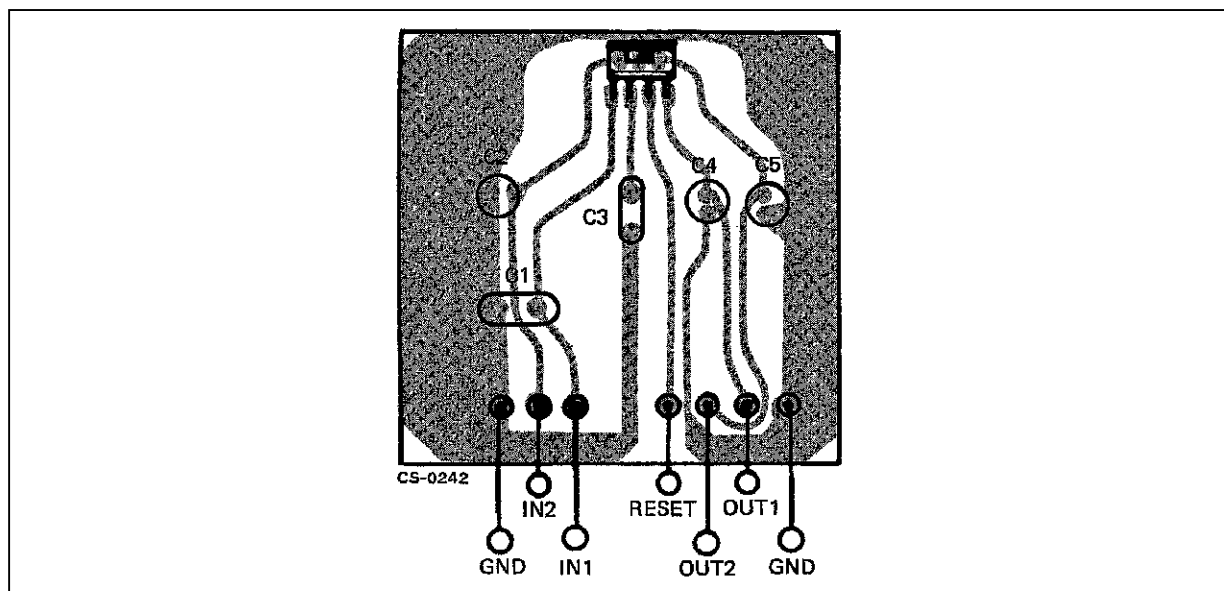 C2
C4
C5
C3
C1
CS-0242
IN2
RESET
OUT1
GND
IN1
OUT2
GND